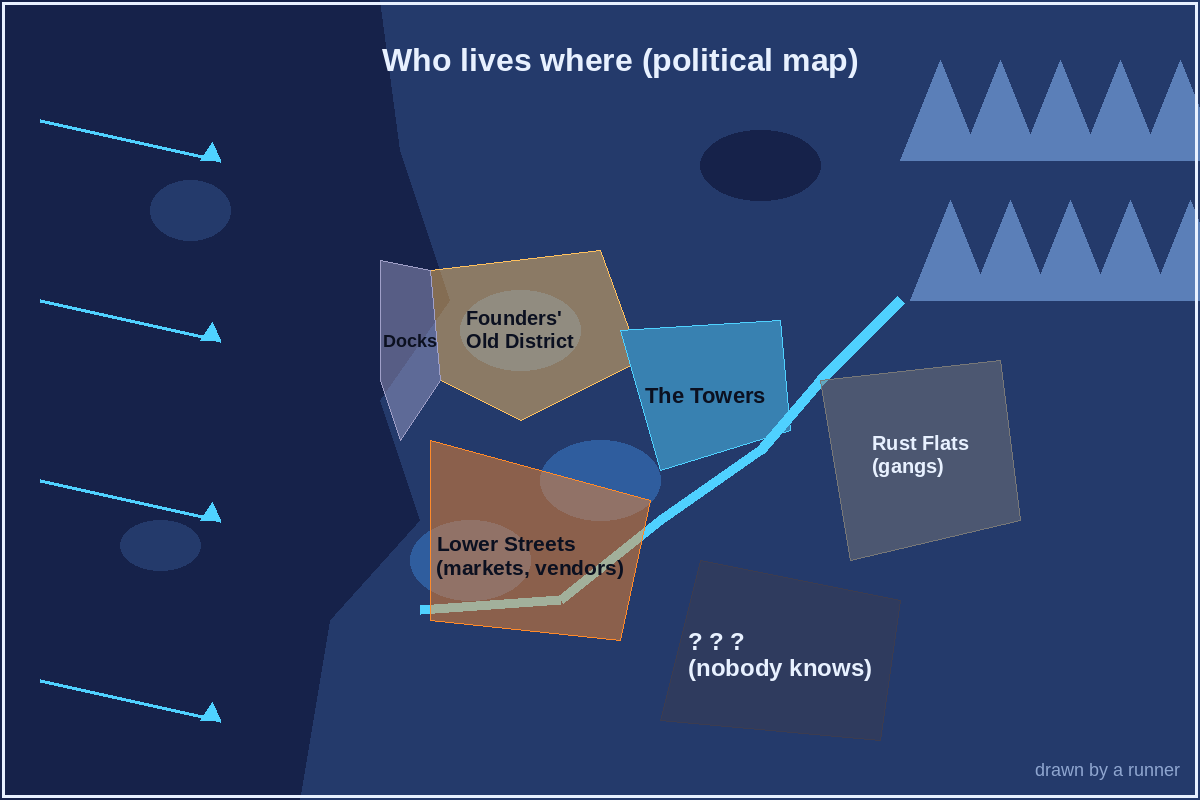 Who lives where (political map)
Docks
Founders'
Old District
The Towers
Rust Flats
(gangs)
Lower Streets
(markets, vendors)
? ? ?
(nobody knows)
drawn by a runner